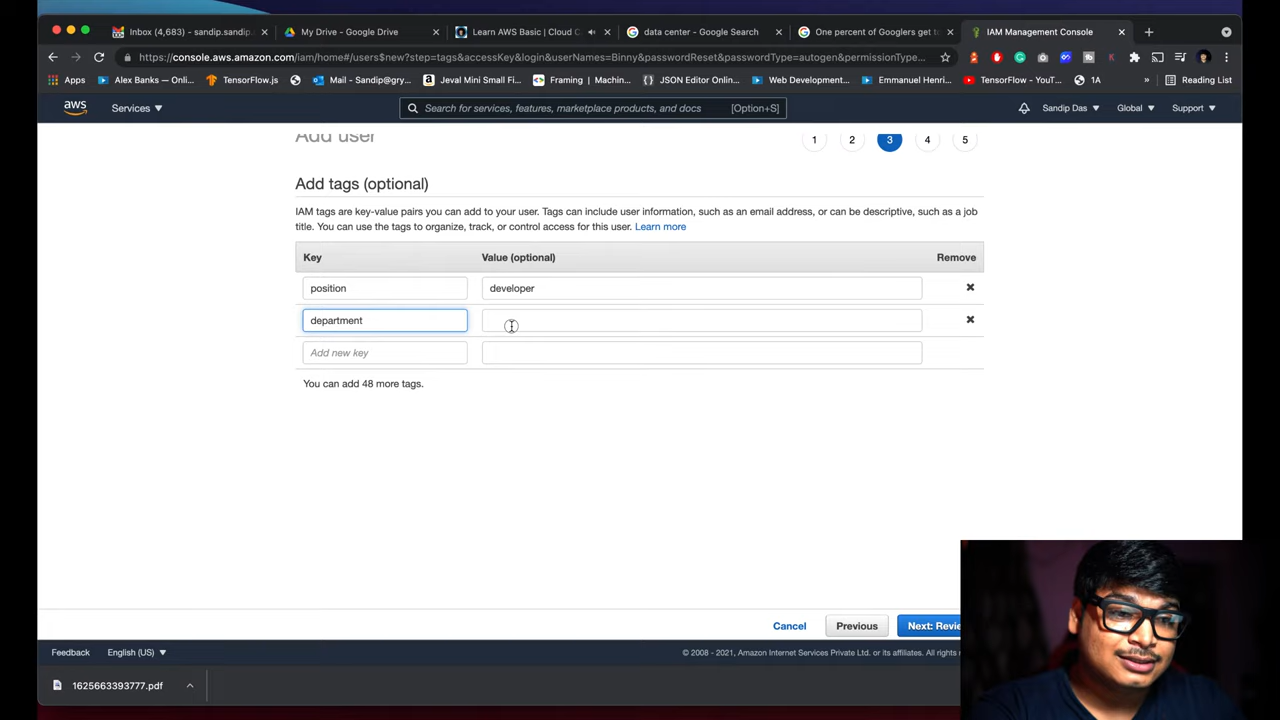 Inbox (4,683) - sandip.sandip.
My Drive - Google Drive
Learn AWS Basic | Cloud C
data center - Google Search
One percent of Googlers get t
IAM Management Console
https://console.aws.amazon.com/iam/home#/users$new?step=tags&accessKey&login&userNames=Binny&passwordReset&passwordType=autogen&permissionType...
Apps
Alex Banks — Onli...
TensorFlow.js
Mail - Sandip@gry...
Jeval Mini Small Fi...
Framing | Machin...
JSON Editor Onlin...
Web Development...
Emmanuel Henri...
TensorFlow - YouT...
1A
»
Reading List
aws
Services
Search for services, features, marketplace products, and docs
[Option+S]
Sandip Das
Global
Support
Add user
1
2
3
4
5
Add tags (optional)
IAM tags are key-value pairs you can add to your user. Tags can include user information, such as an email address, or can be descriptive, such as a job
title. You can use the tags to organize, track, or control access for this user. Learn more
Key
Value (optional)
Remove
position
developer
department
Add new key
You can add 48 more tags.
Cancel
Previous
Next: Revie
Feedback
English (US)
© 2008 - 2021, Amazon Internet Services Private Ltd. or its affiliates. All righ
1625663393777.pdf